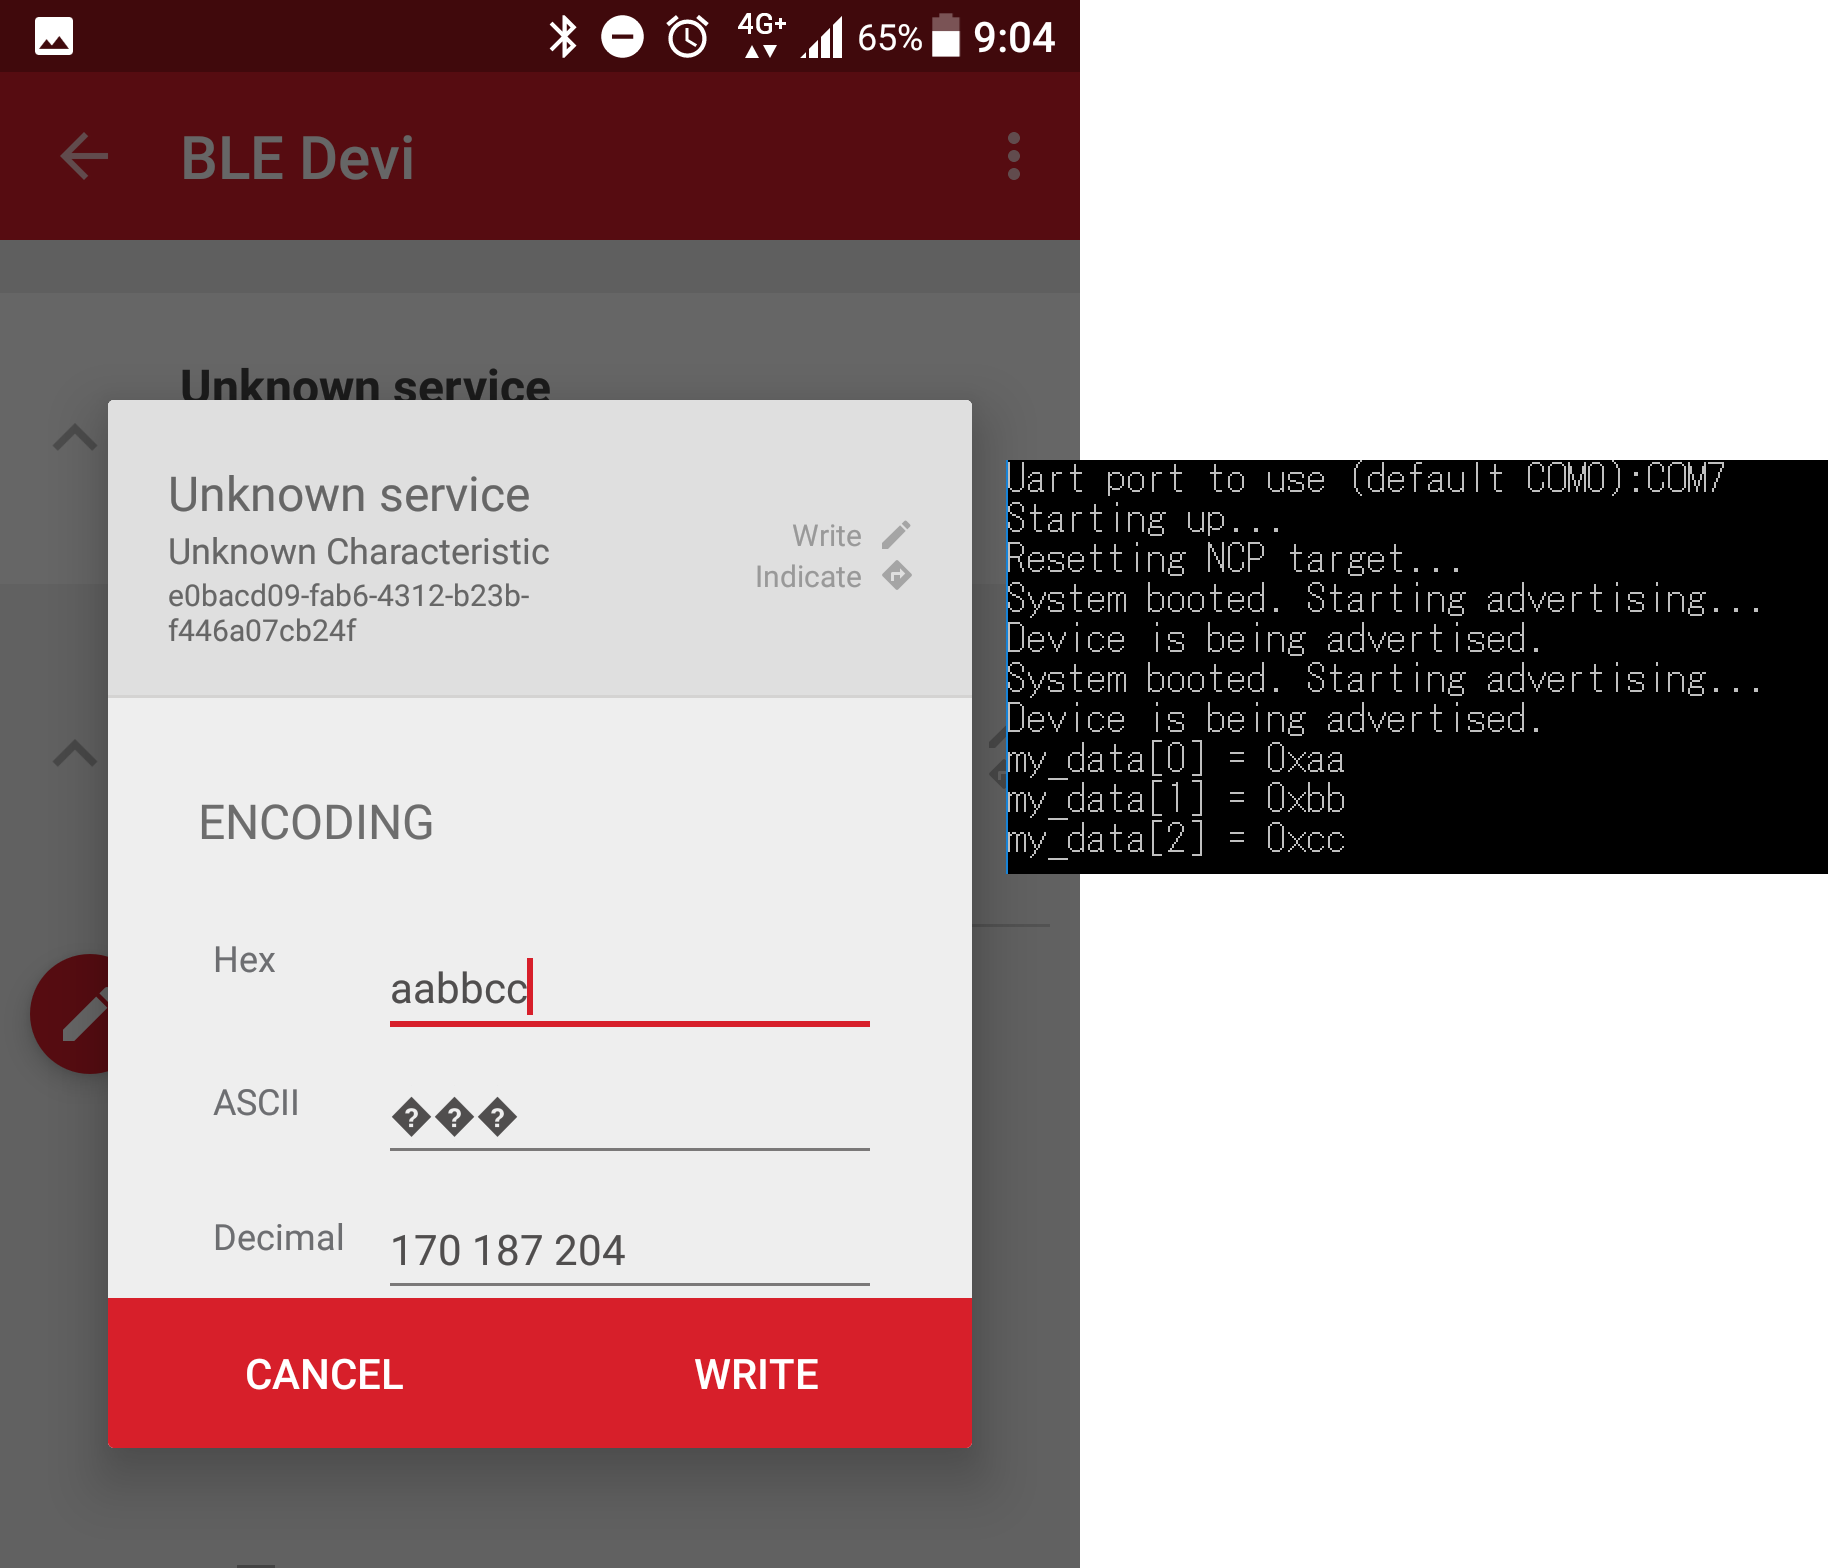 4G+ 65% 9:04
BLE Devi
Unknown service
Unknown service
Unknown Characteristic
e0bacd09-fab6-4312-b23b-
f446a07cb24f
Write
Indicate
ENCODING
Hex
aabbcc
ASCII
���
Decimal
170 187 204
CANCEL
WRITE
Uart port to use (default COM0):COM7
Starting up...
Resetting NCP target...
System booted. Starting advertising...
Device is being advertised.
System booted. Starting advertising...
Device is being advertised.
my_data[0] = 0xaa
my_data[1] = 0xbb
my_data[2] = 0xcc